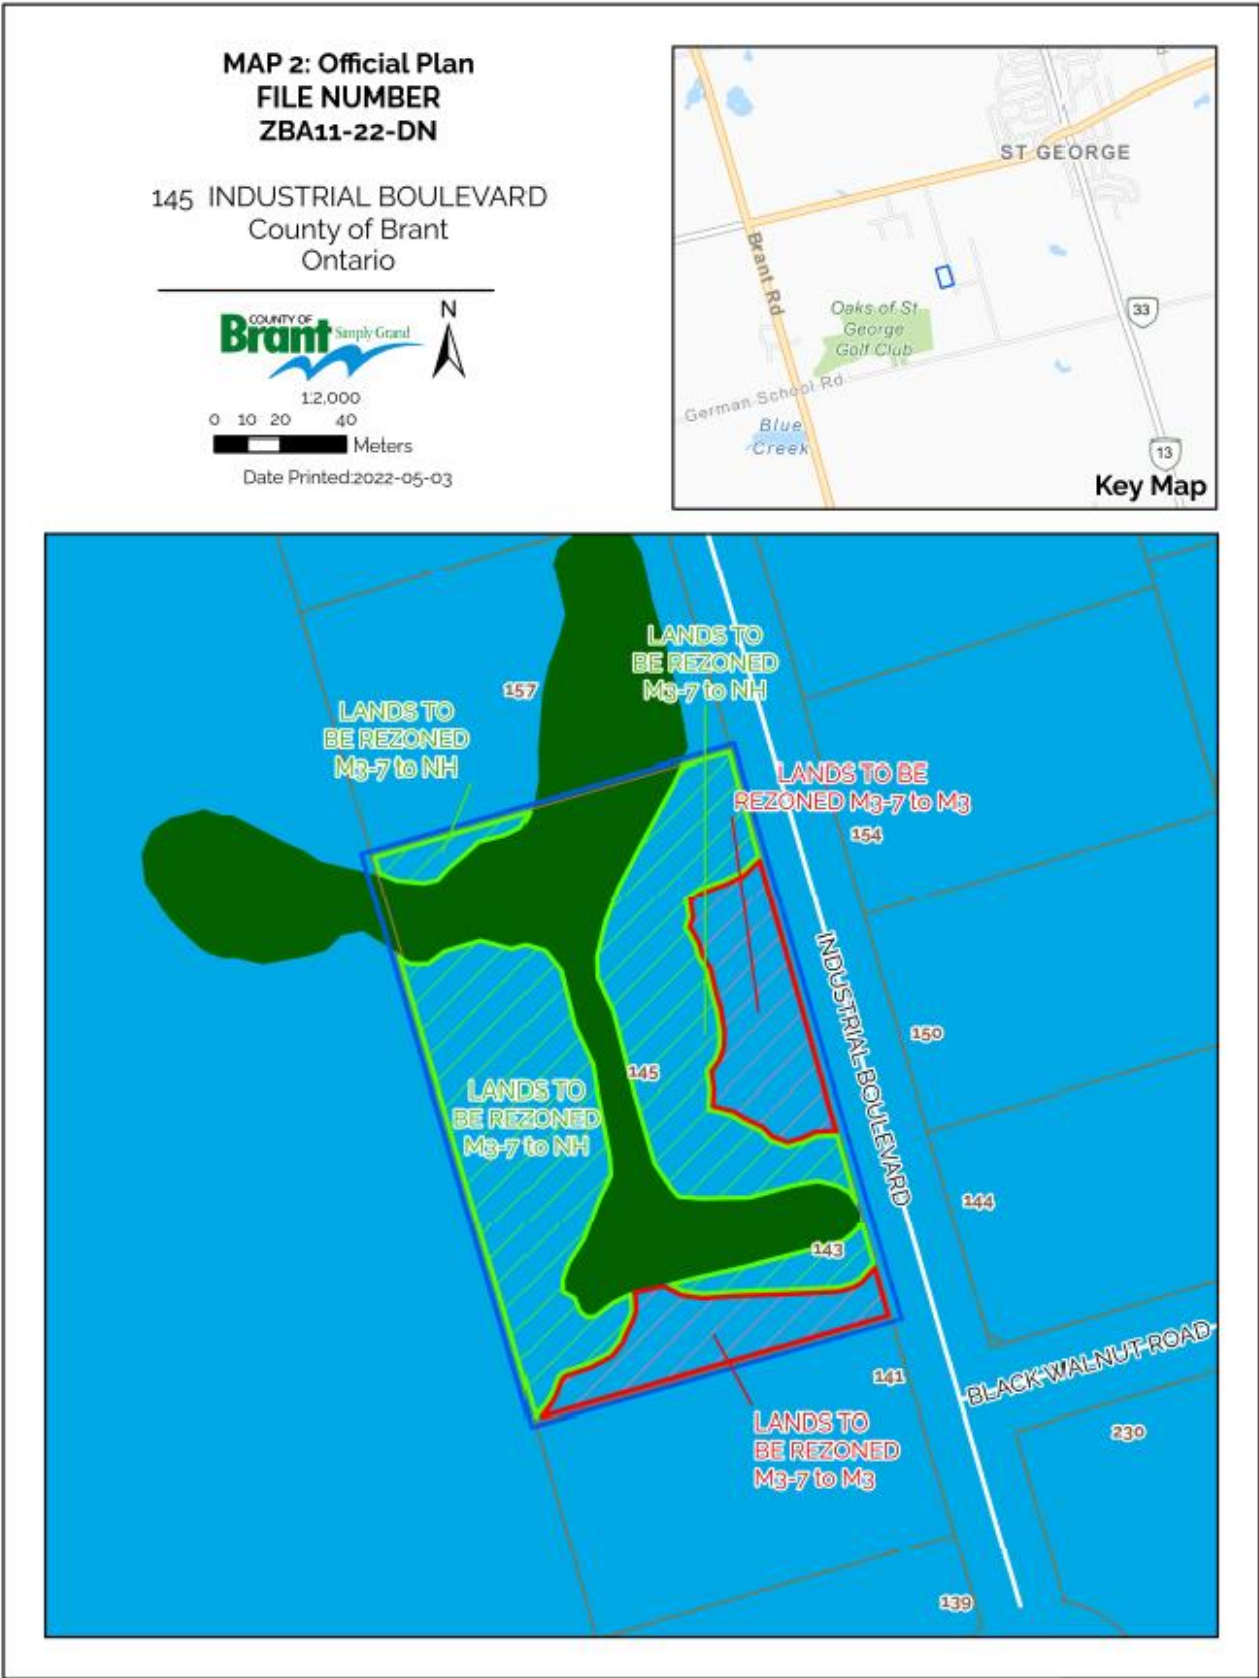 MAP 2: Official Plan
FILE NUMBER
ZBA11-22-DN
145 INDUSTRIAL BOULEVARD
County of Brant
Ontario
COUNTY OF
Brant Simply Grand
N
1:2,000
0 10 20 40
Meters
Date Printed:2022-05-03
ST GEORGE
Brant Rd
Oaks of St
George
Golf Club
33
German School Rd
Blue
Creek
13
Key Map
LANDS TO
BE REZONED
M3-7 to NH
157
LANDS TO
BE REZONED
M3-7 to NH
LANDS TO BE
REZONED M3-7 to M3
154
INDUSTRIAL BOULEVARD
150
145
LANDS TO
BE REZONED
M3-7 to NH
144
143
BLACK WALNUT ROAD
141
LANDS TO
BE REZONED
M3-7 to M3
230
139